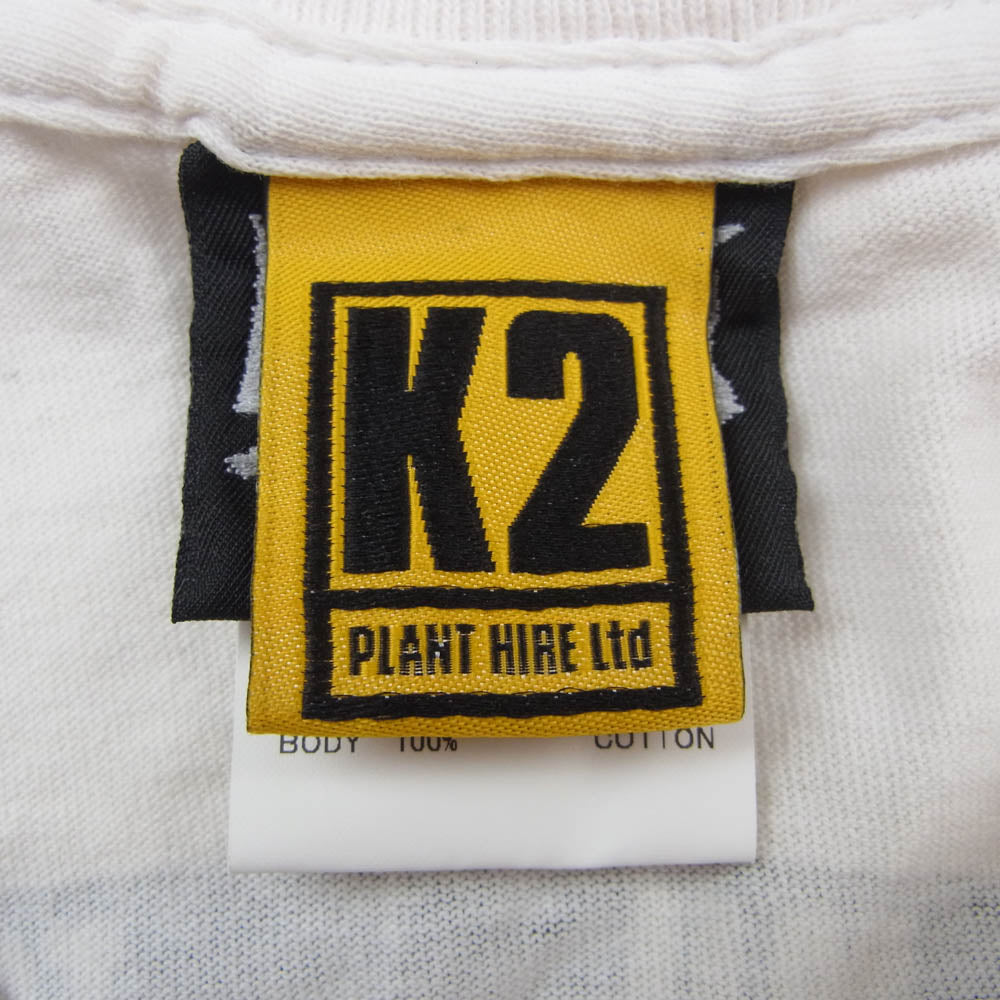 K2
PLANT HIRE Ltd
BODY 100% COTTON